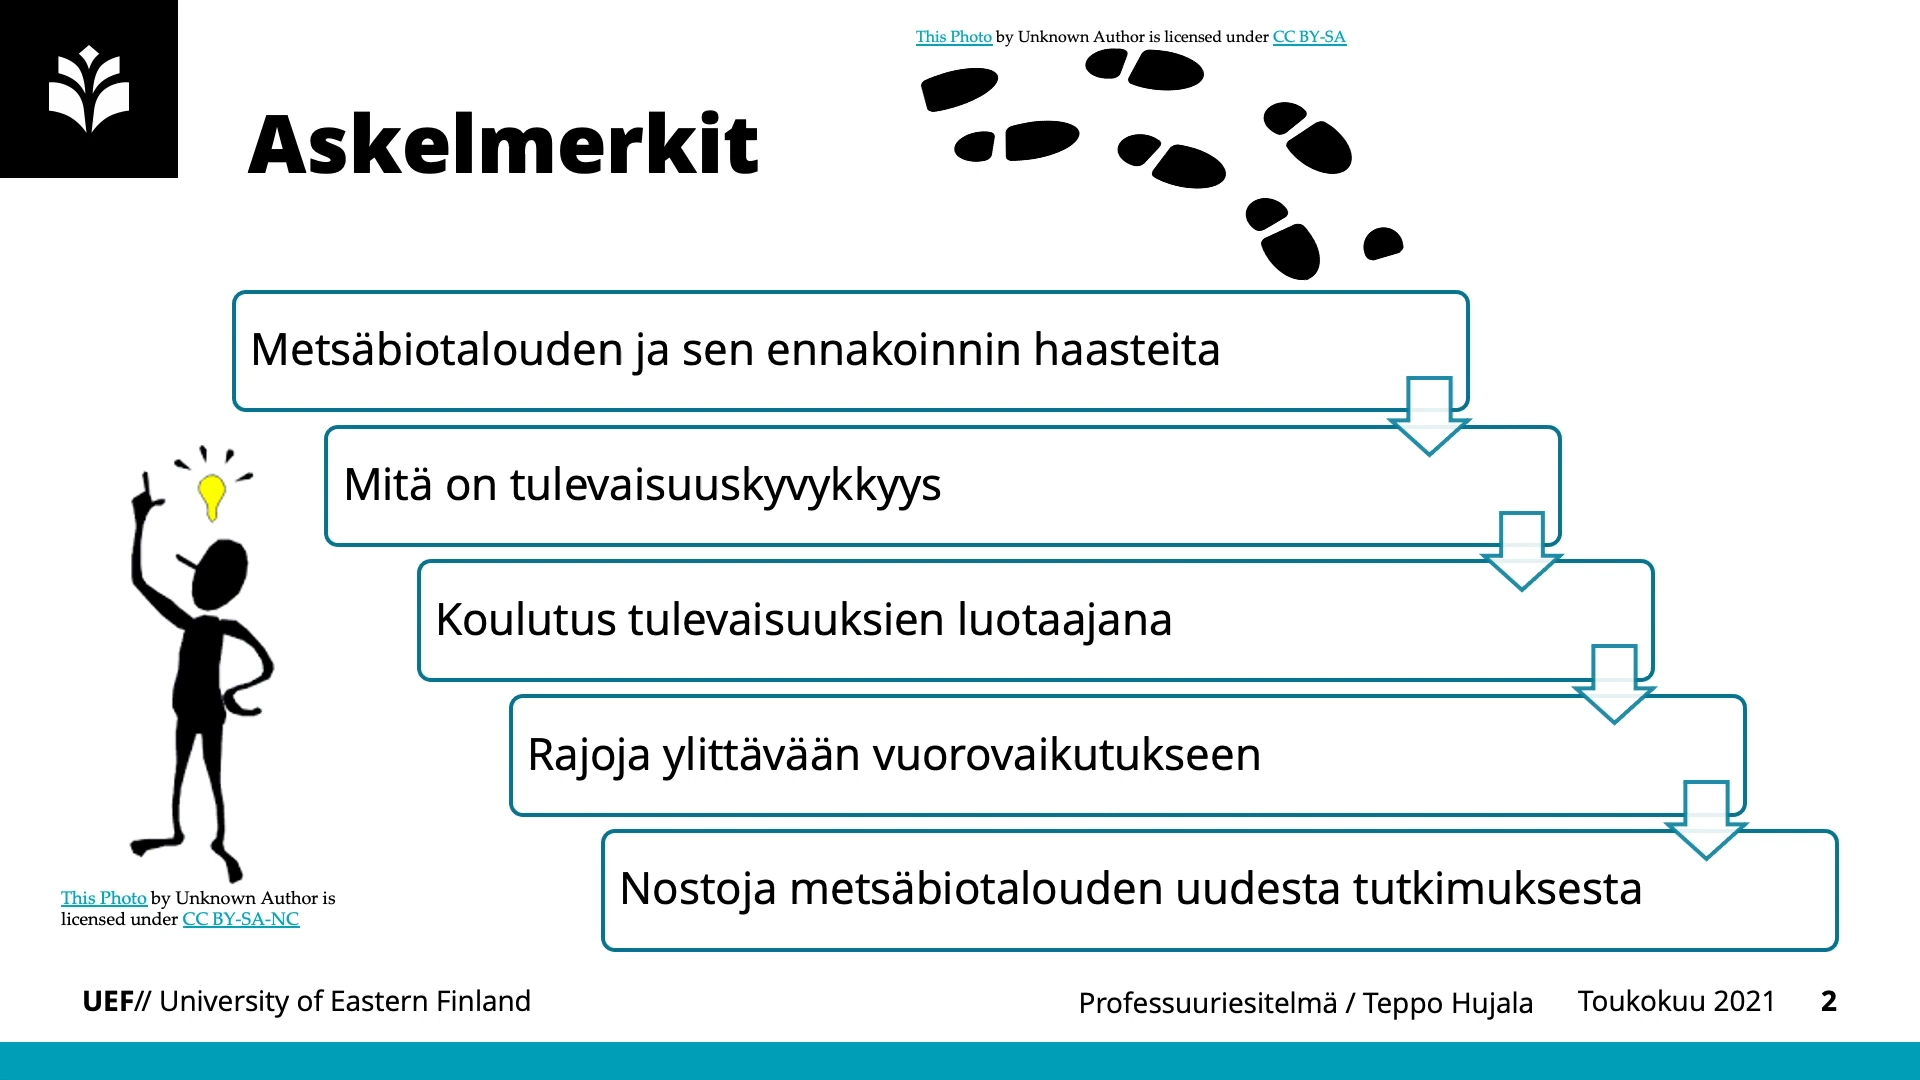 This Photo by Unknown Author is licensed under CC BY-SA
Askelmerkit
Metsäbiotalouden ja sen ennakoinnin haasteita
Mitä on tulevaisuuskyvykkyys
Koulutus tulevaisuuksien luotaajana
Rajoja ylittävään vuorovaikutukseen
Nostoja metsäbiotalouden uudesta tutkimuksesta
This Photo by Unknown Author is
licensed under CC BY-SA-NC
UEF// University of Eastern Finland
Professuuriesitelmä / Teppo Hujala
Toukokuu 2021
2